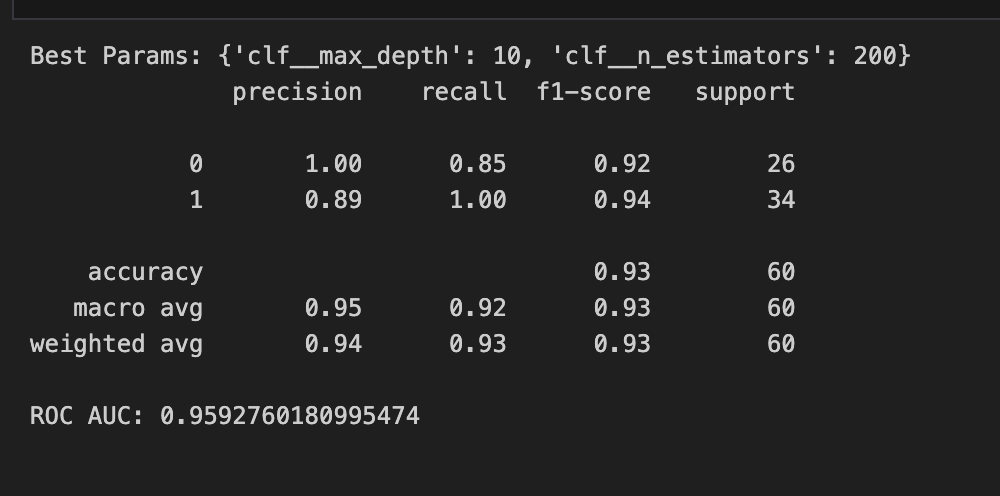 Best Params: {'clf__max_depth': 10, 'clf__n_estimators': 200}
precision recall f1-score support
0 1.00 0.85 0.92 26
1 0.89 1.00 0.94 34
accuracy 0.93 60
macro avg 0.95 0.92 0.93 60
weighted avg 0.94 0.93 0.93 60
ROC AUC: 0.9592760180995474